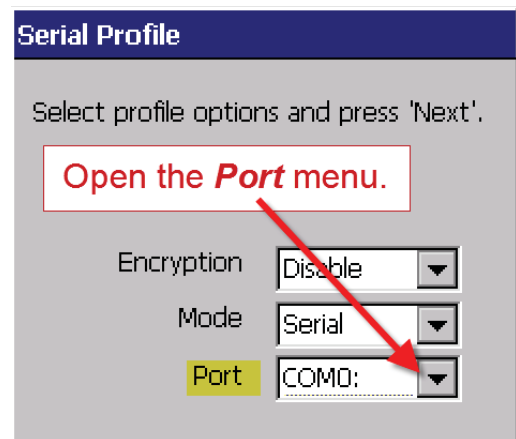 Serial Profile
Select profile options and press 'Next'.
Open the Port menu.
Encryption Disable
Mode Serial
Port COM0: